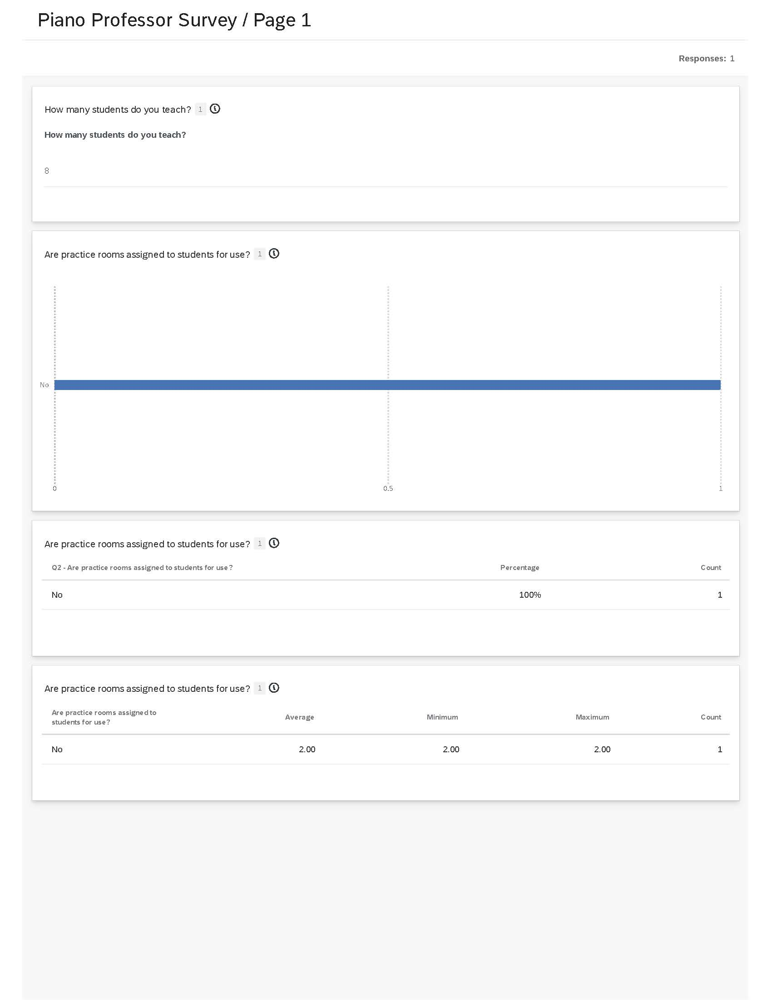 Piano Professor Survey / Page 1
Responses: 1
How many students do you teach? 1
How many students do you teach?
8
Are practice rooms assigned to students for use? 1
No
0 0.5 1
Are practice rooms assigned to students for use? 1
Q2 - Are practice rooms assigned to students for use? Percentage Count
No 100% 1
Are practice rooms assigned to students for use? 1
Are practice rooms assigned to
students for use?
Average Minimum Maximum Count
No 2.00 2.00 2.00 1